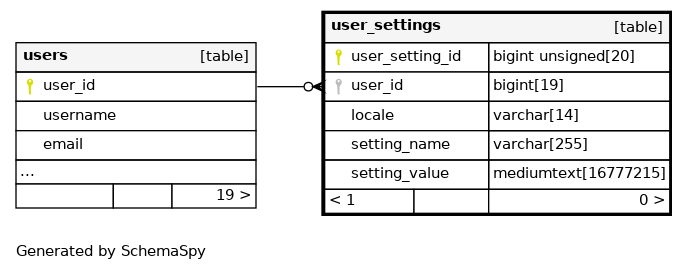 users [table]
user_id
username
email
...
19 >
user_settings [table]
user_setting_id bigint unsigned[20]
user_id bigint[19]
locale varchar[14]
setting_name varchar[255]
setting_value mediumtext[16777215]
< 1 0 >
Generated by SchemaSpy